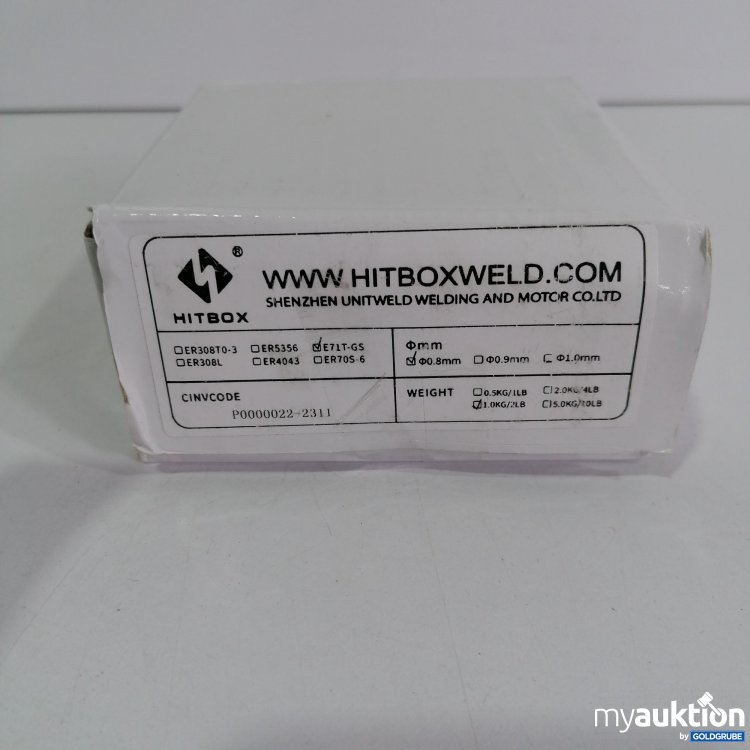 ®
HITBOX
WWW.HITBOXWELD.COM
SHENZHEN UNITWELD WELDING AND MOTOR CO.LTD
☐ER308T0-3 ☐ER5356 ☑E71T-GS
☐ER308L ☐ER4043 ☐ER70S-6
Φmm
☑Φ0.8mm ☐Φ0.9mm ☐Φ1.0mm
CINVCODE
P0000022-2311
WEIGHT ☐0.5KG/1LB ☐2.0KG/4LB
☑1.0KG/2LB ☐5.0KG/10LB
myauktion
by GOLDGRUBE